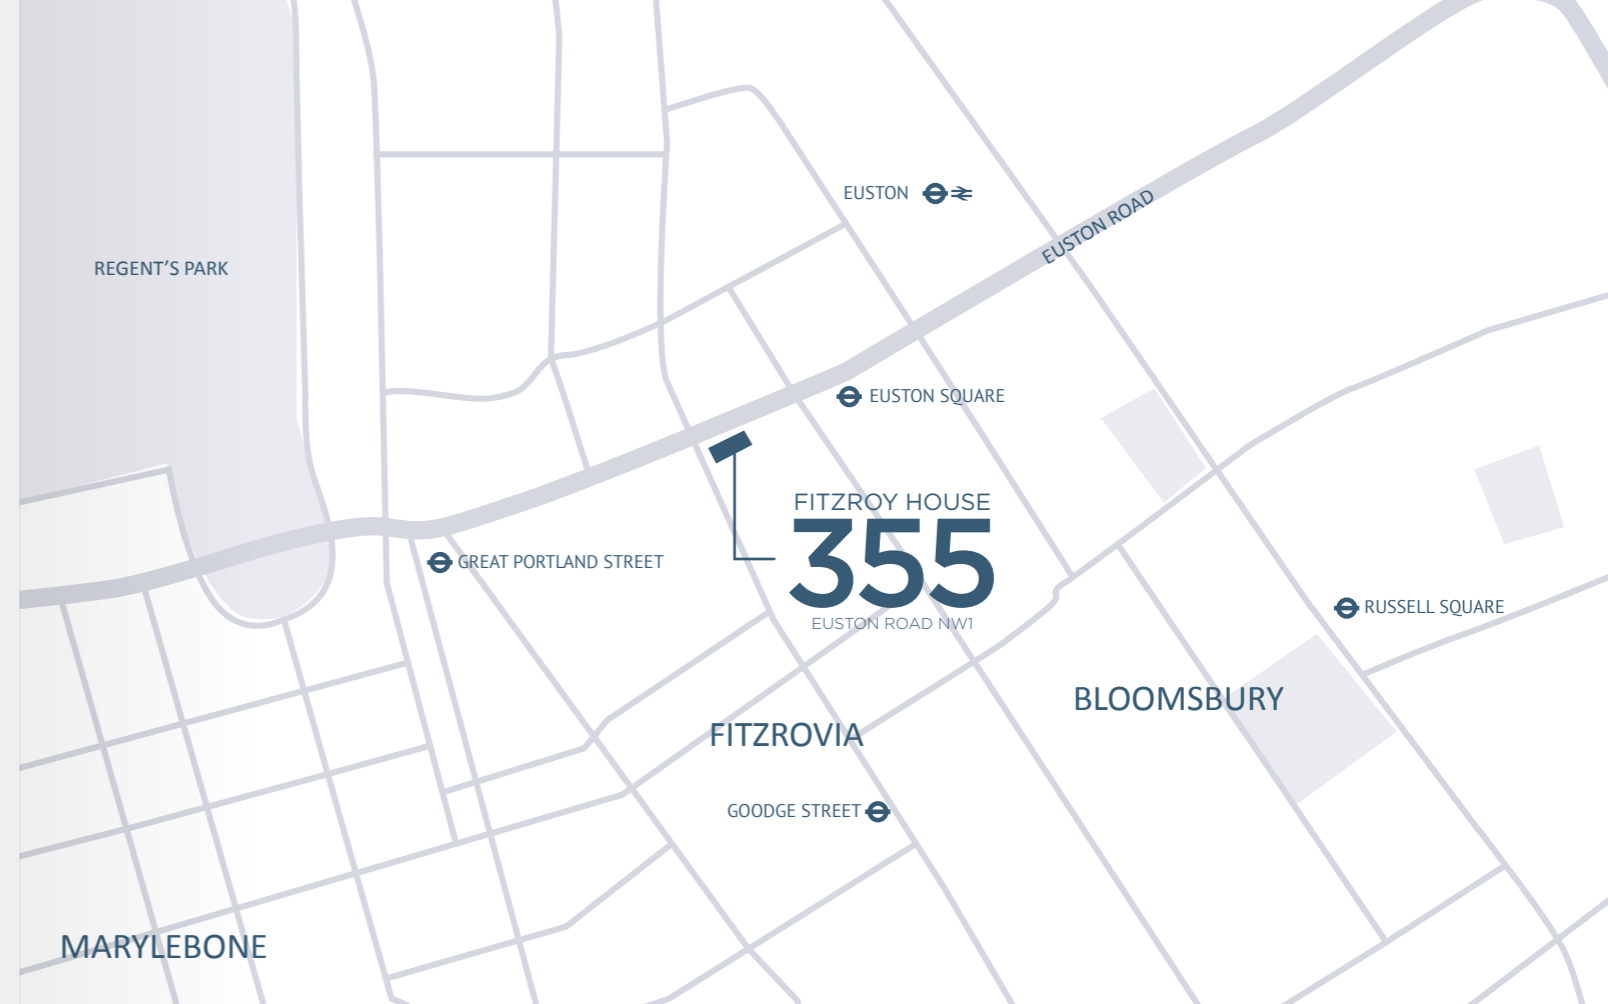 EUSTON
EUSTON ROAD
REGENT’S PARK
EUSTON SQUARE
FITZROY HOUSE
355
EUSTON ROAD NW1
GREAT PORTLAND STREET
RUSSELL SQUARE
BLOOMSBURY
FITZROVIA
GOODGE STREET
MARYLEBONE